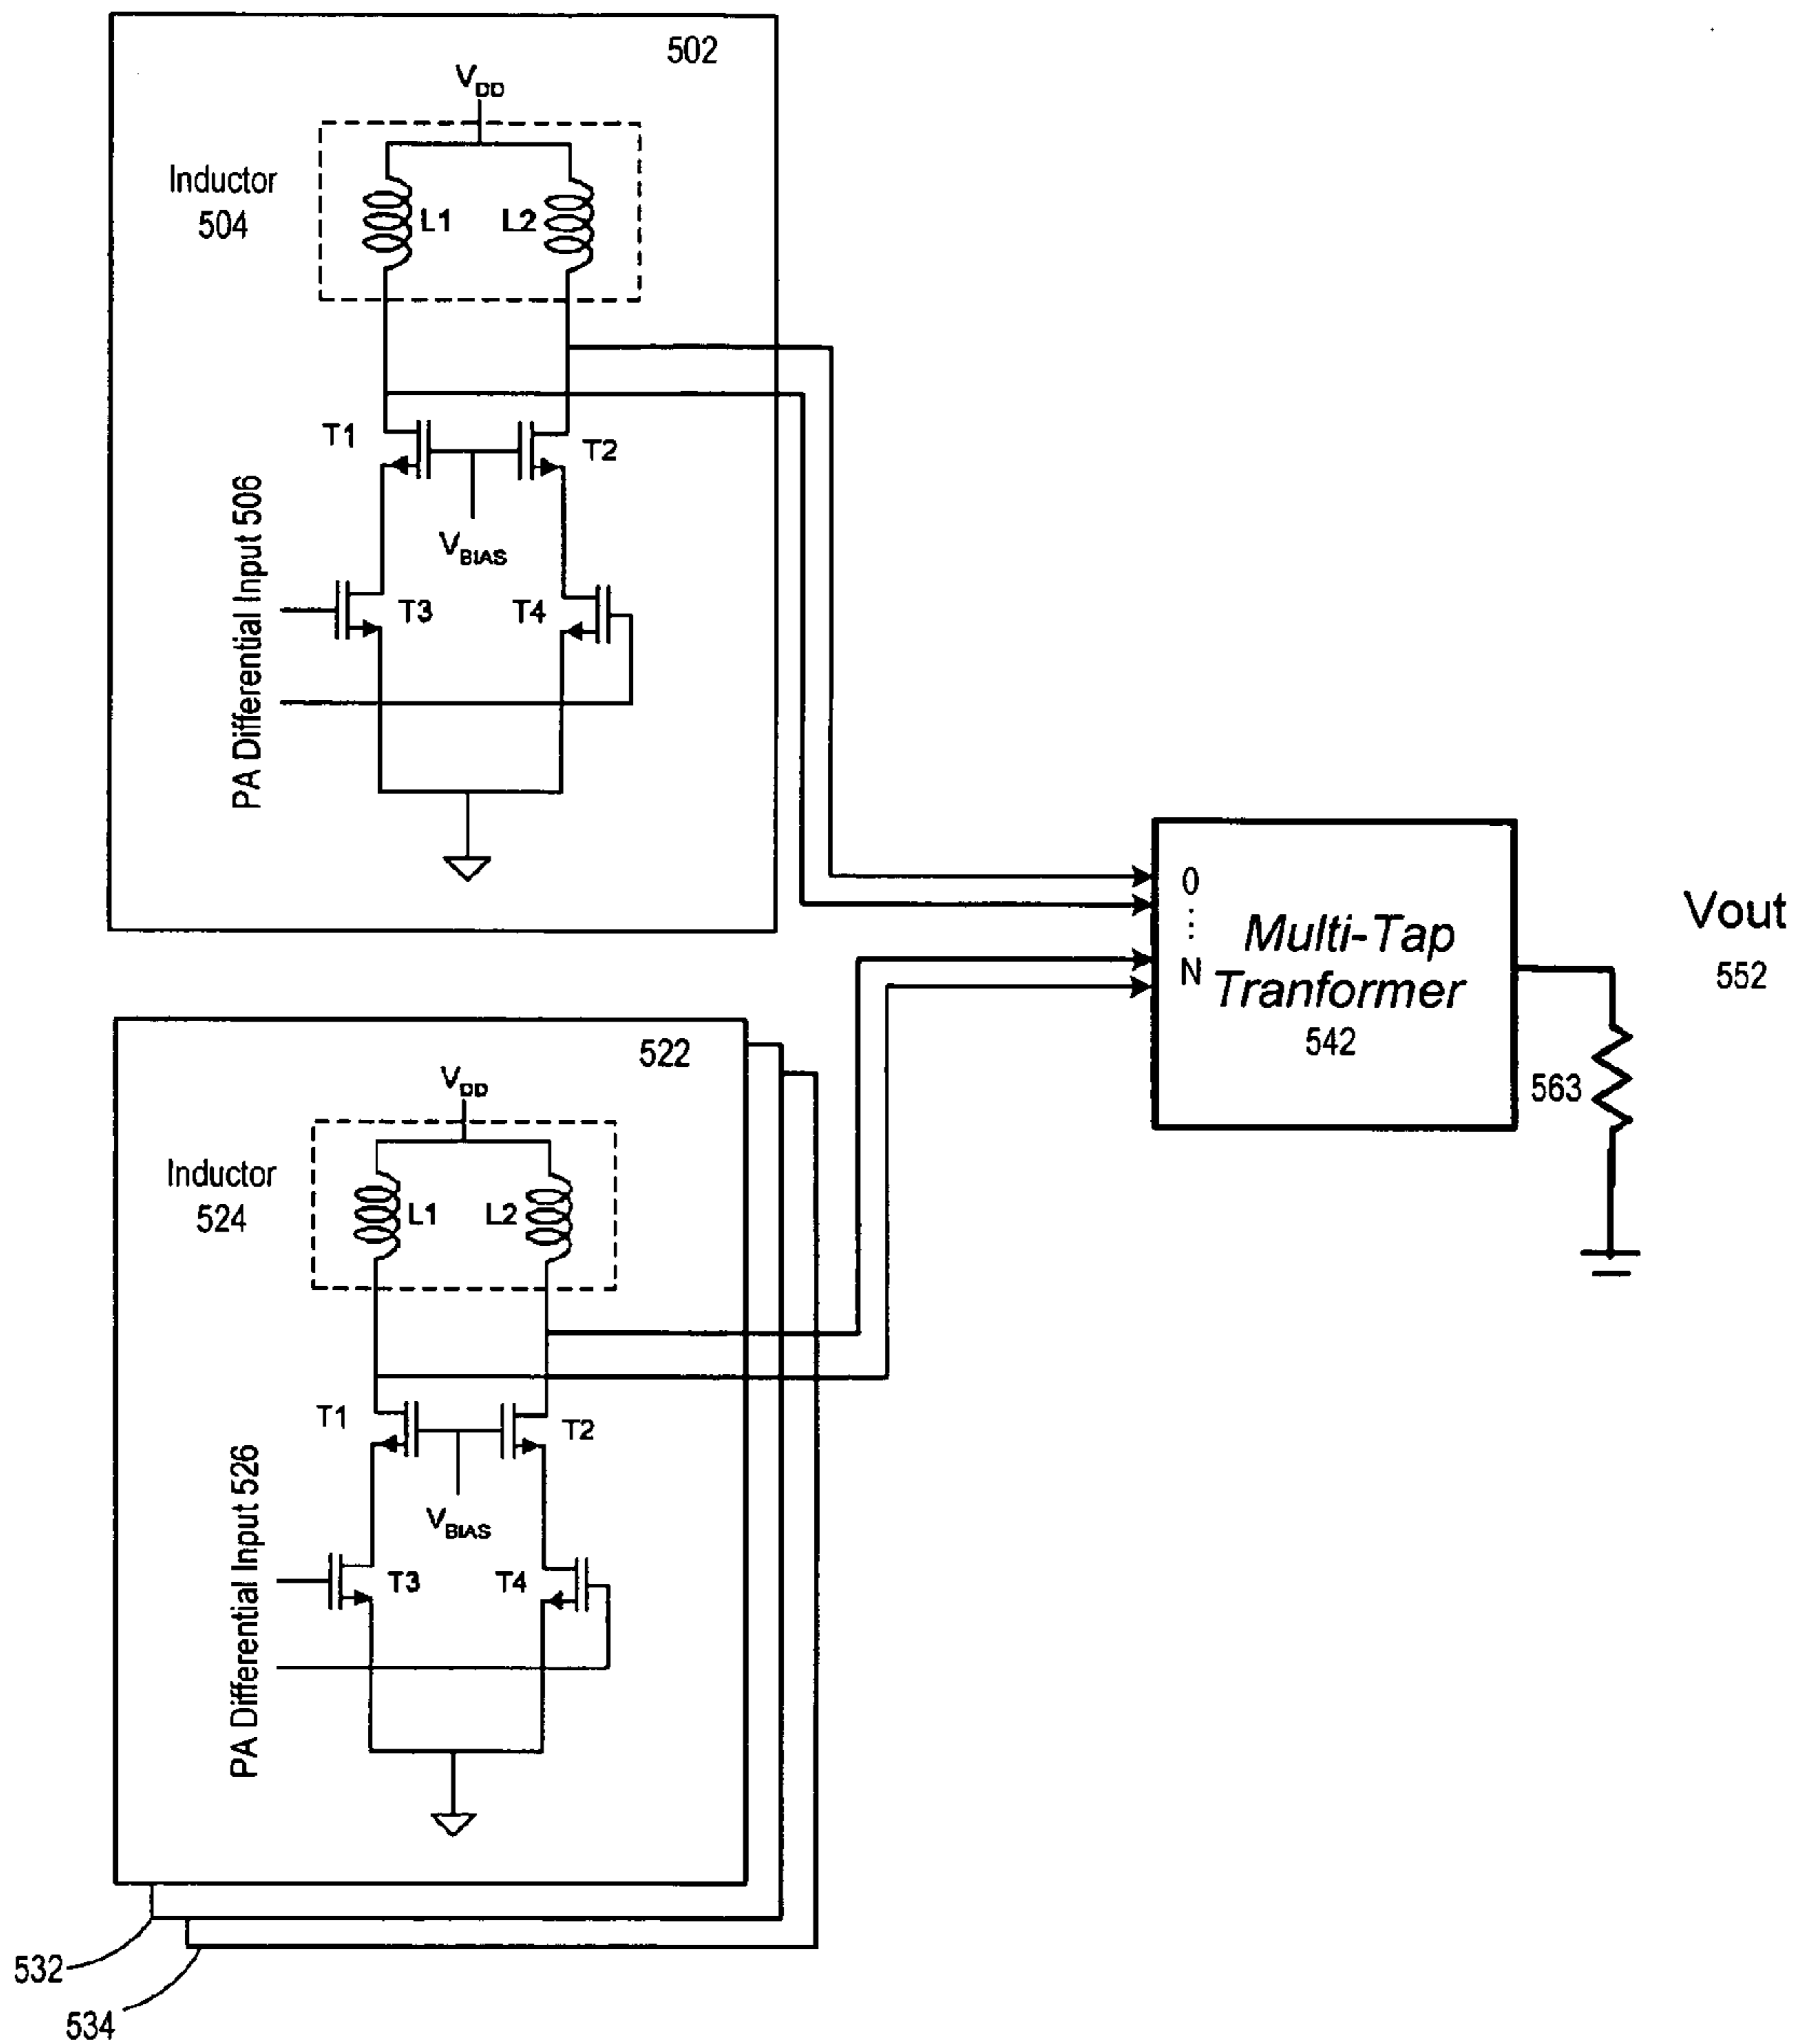 502
VDD
Inductor
504
L1
L2
T1
T2
VBIAS
PA Differential Input 506
T3
T4
0
⋮
N
Multi-Tap
Tranformer
542
Vout
552
563
522
VDD
Inductor
524
L1
L2
T1
T2
VBIAS
PA Differential Input 526
T3
T4
532
534